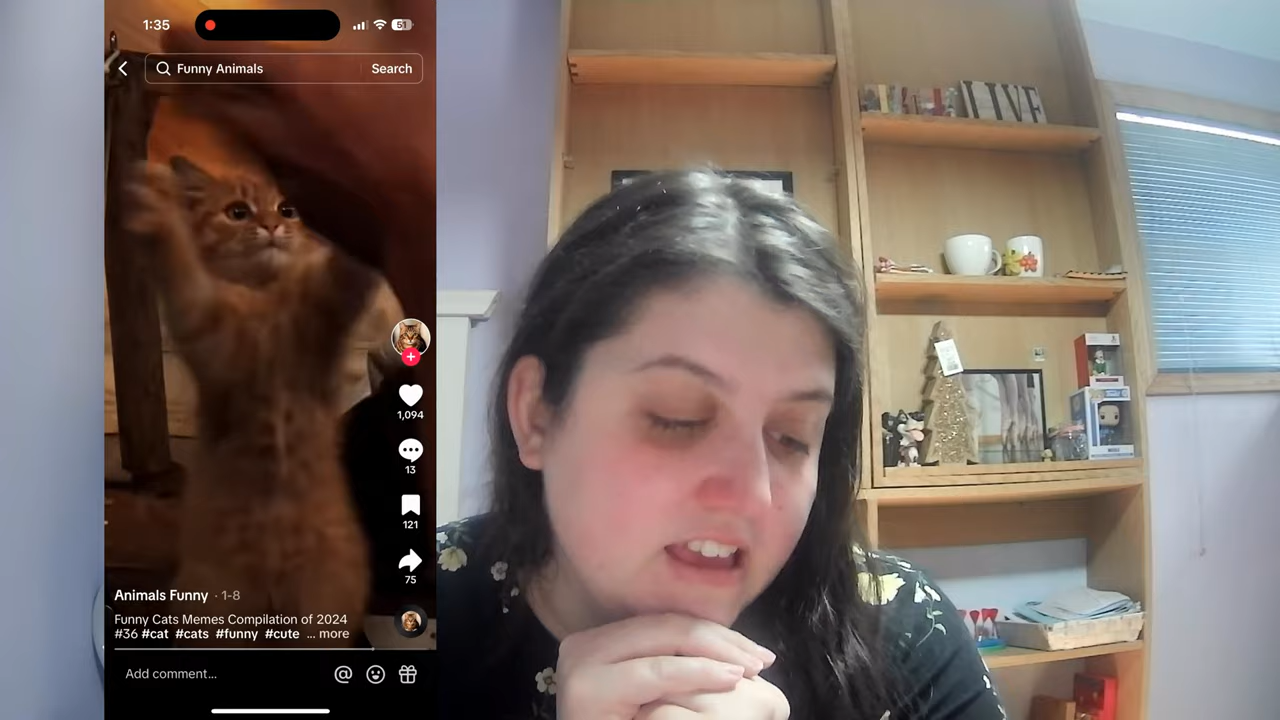 1:35
51
Funny Animals
Search
LIVE
1,094
13
121
75
Animals Funny · 1-8
Funny Cats Memes Compilation of 2024
#36 #cat #cats #funny #cute ... more
Add comment...